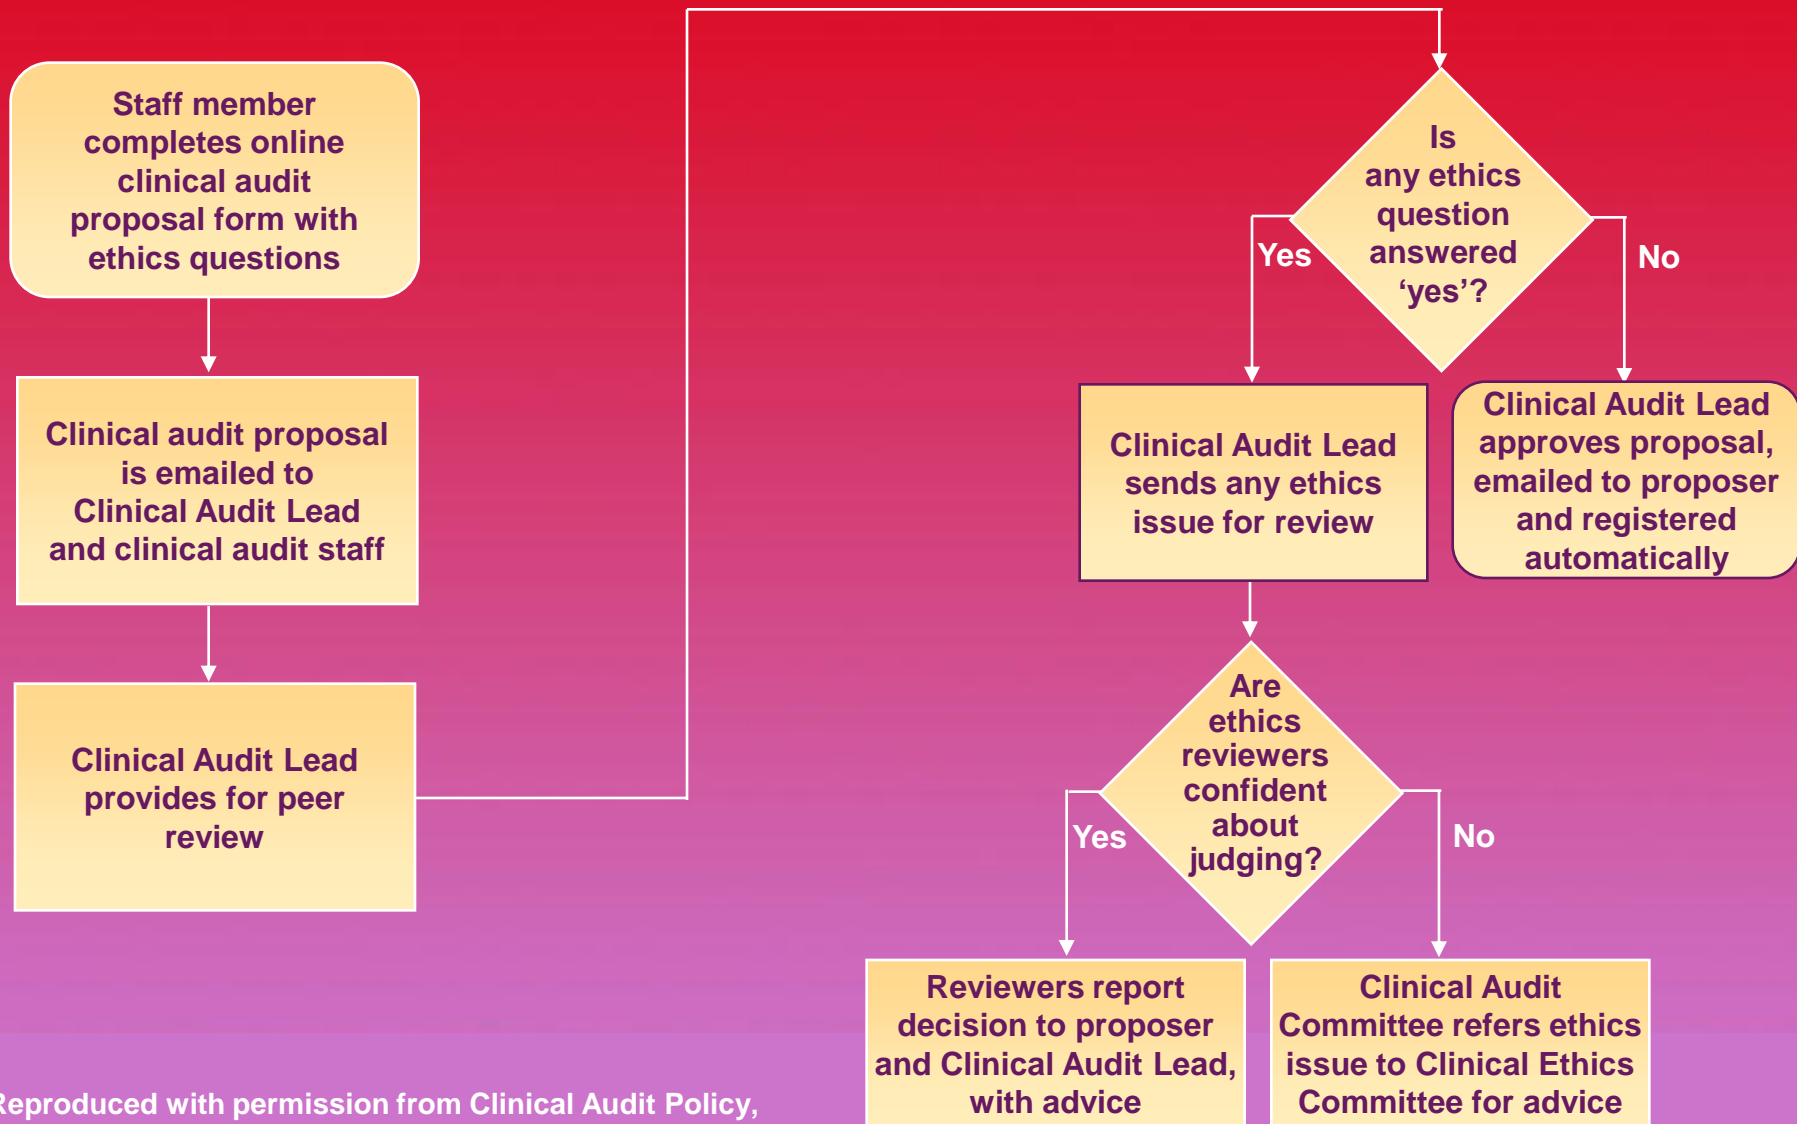 Staff member
completes online
clinical audit
proposal form with
ethics questions
Clinical audit proposal
is emailed to
Clinical Audit Lead
and clinical audit staff
Clinical Audit Lead
provides for peer
review
Is
any ethics
question
answered
‘yes’?
Yes
No
Clinical Audit Lead
sends any ethics
issue for review
Clinical Audit Lead
approves proposal,
emailed to proposer
and registered
automatically
Are
ethics
reviewers
confident
about
judging?
Yes
No
Reviewers report
decision to proposer
and Clinical Audit Lead,
with advice
Clinical Audit
Committee refers ethics
issue to Clinical Ethics
Committee for advice
Reproduced with permission from Clinical Audit Policy,